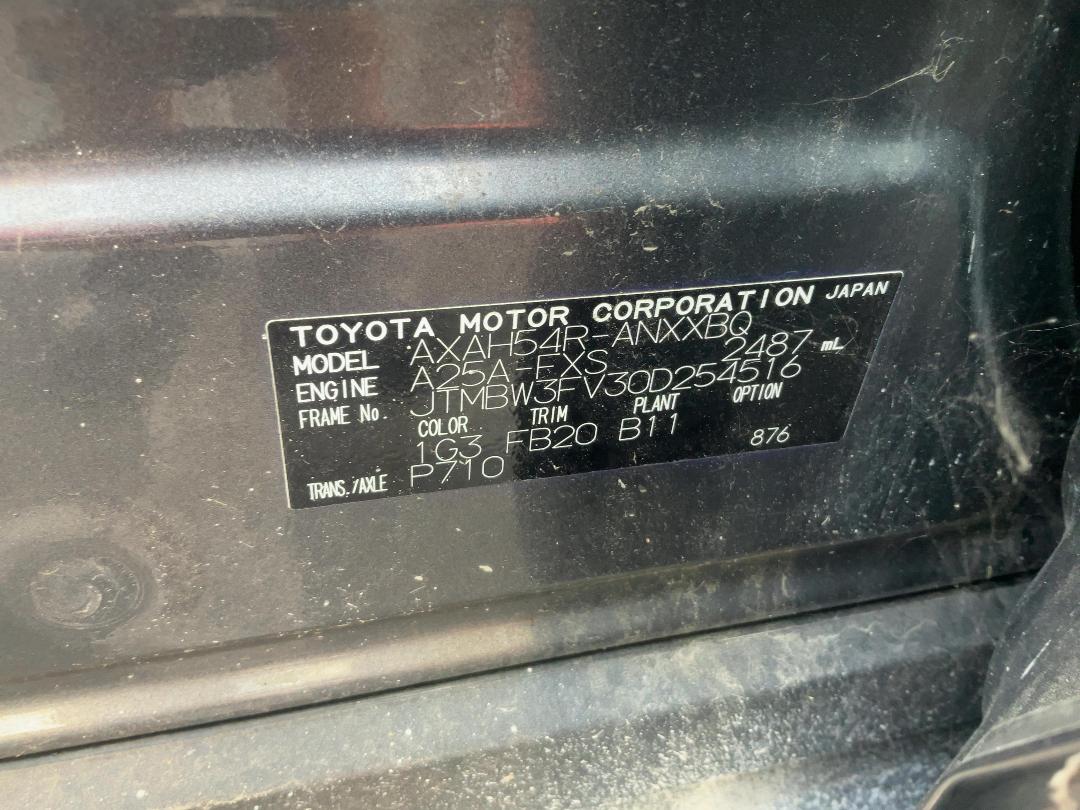 TOYOTA MOTOR CORPORATION JAPAN
MODEL AXAH54R-ANXXBQ
ENGINE A25A-FXS 2487 mL
FRAME No. JTMBW3FV30D254516
COLOR TRIM PLANT OPTION
1G3 FB20 B11 876
TRANS./AXLE P710